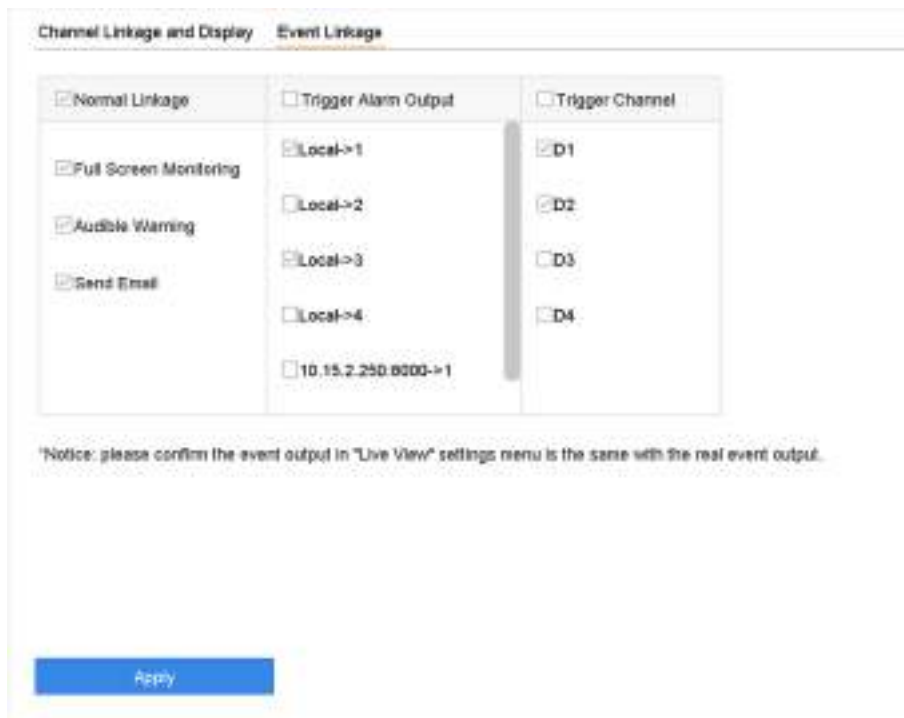 Channel Linkage and Display Event Linkage
Normal Linkage Trigger Alarm Output Trigger Channel
Full Screen Monitoring
Audible Warning
Send Email
Local->1
Local->2
Local->3
Local->4
10.15.2.250:8000->1
D1
D2
D3
D4
*Notice: please confirm the event output in "Live View" settings menu is the same with the real event output.
Apply